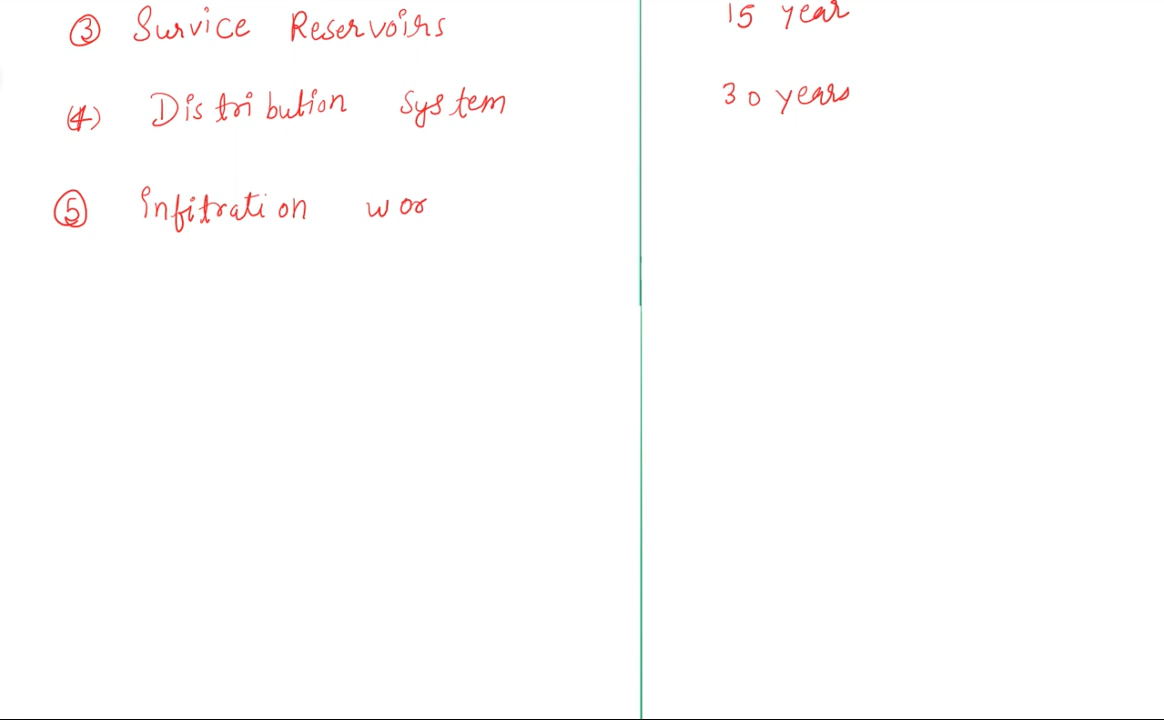 ③ Survice Reservoirs 15 year
(4) Distribution system 30 years
⑤ Infitration wor